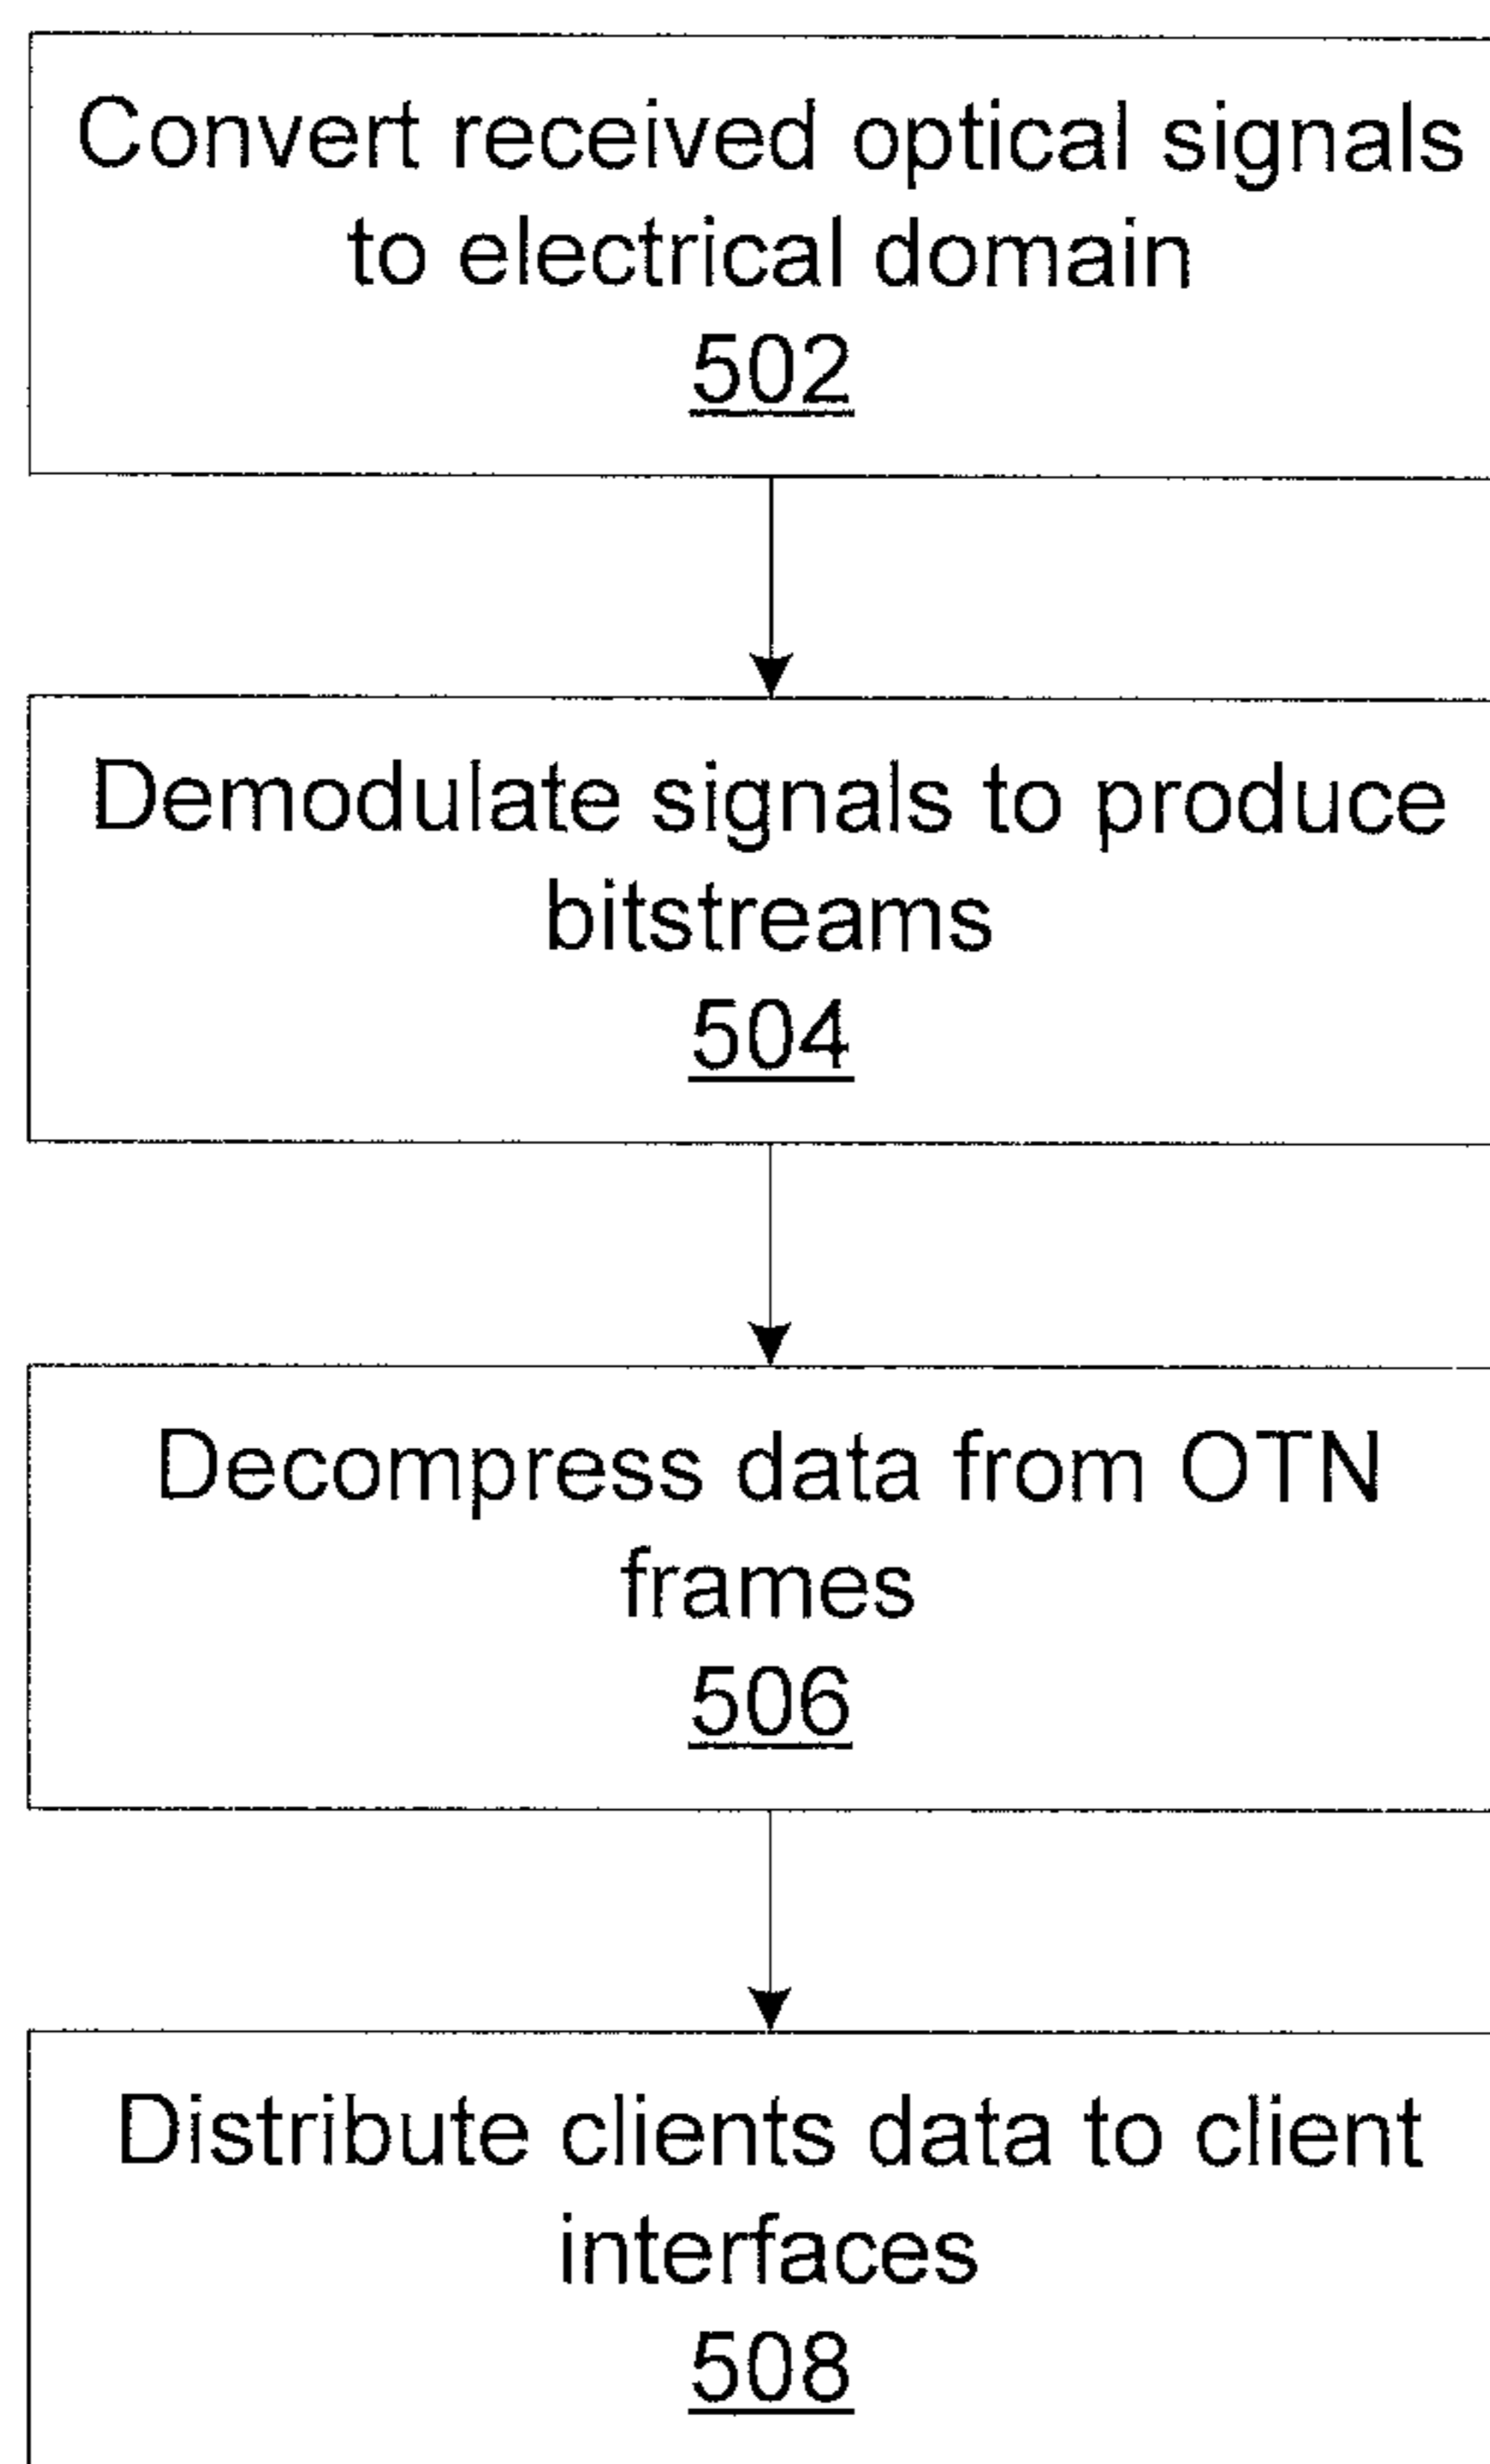 Convert received optical signals
to electrical domain
502
Demodulate signals to produce
bitstreams
504
Decompress data from OTN
frames
506
Distribute clients data to client
interfaces
508